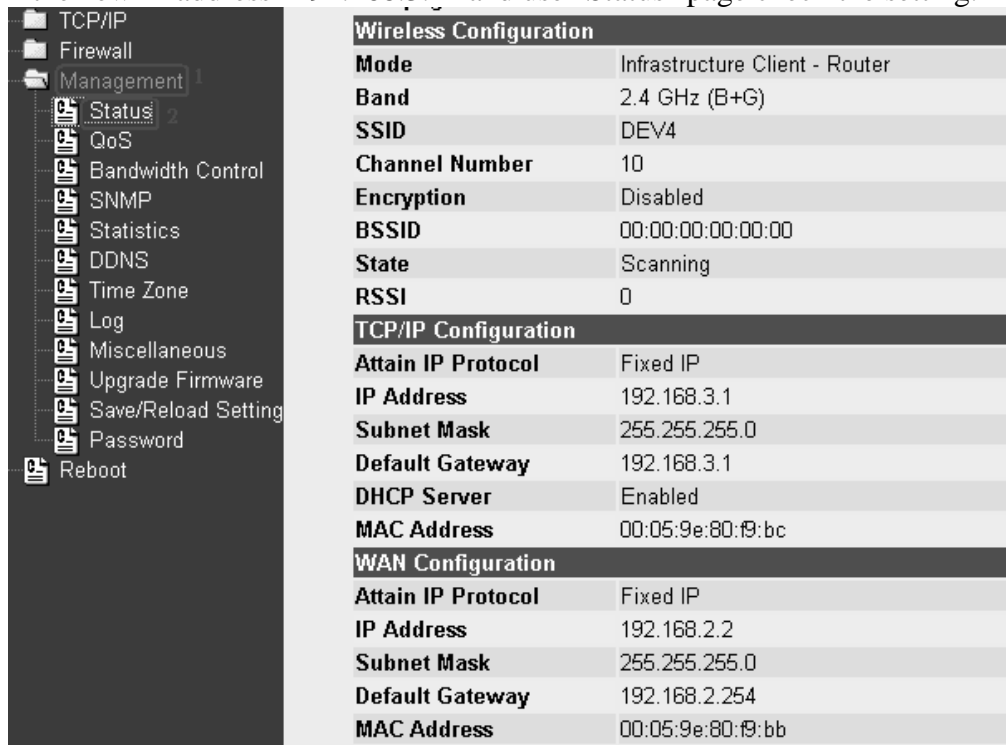 TCP/IP
Firewall
Management 1
Status 2
QoS
Bandwidth Control
SNMP
Statistics
DDNS
Time Zone
Log
Miscellaneous
Upgrade Firmware
Save/Reload Setting
Password
Reboot
Wireless Configuration
Mode Infrastructure Client - Router
Band 2.4 GHz (B+G)
SSID DEV4
Channel Number 10
Encryption Disabled
BSSID 00:00:00:00:00:00
State Scanning
RSSI 0
TCP/IP Configuration
Attain IP Protocol Fixed IP
IP Address 192.168.3.1
Subnet Mask 255.255.255.0
Default Gateway 192.168.3.1
DHCP Server Enabled
MAC Address 00:05:9e:80:f9:bc
WAN Configuration
Attain IP Protocol Fixed IP
IP Address 192.168.2.2
Subnet Mask 255.255.255.0
Default Gateway 192.168.2.254
MAC Address 00:05:9e:80:f9:bb